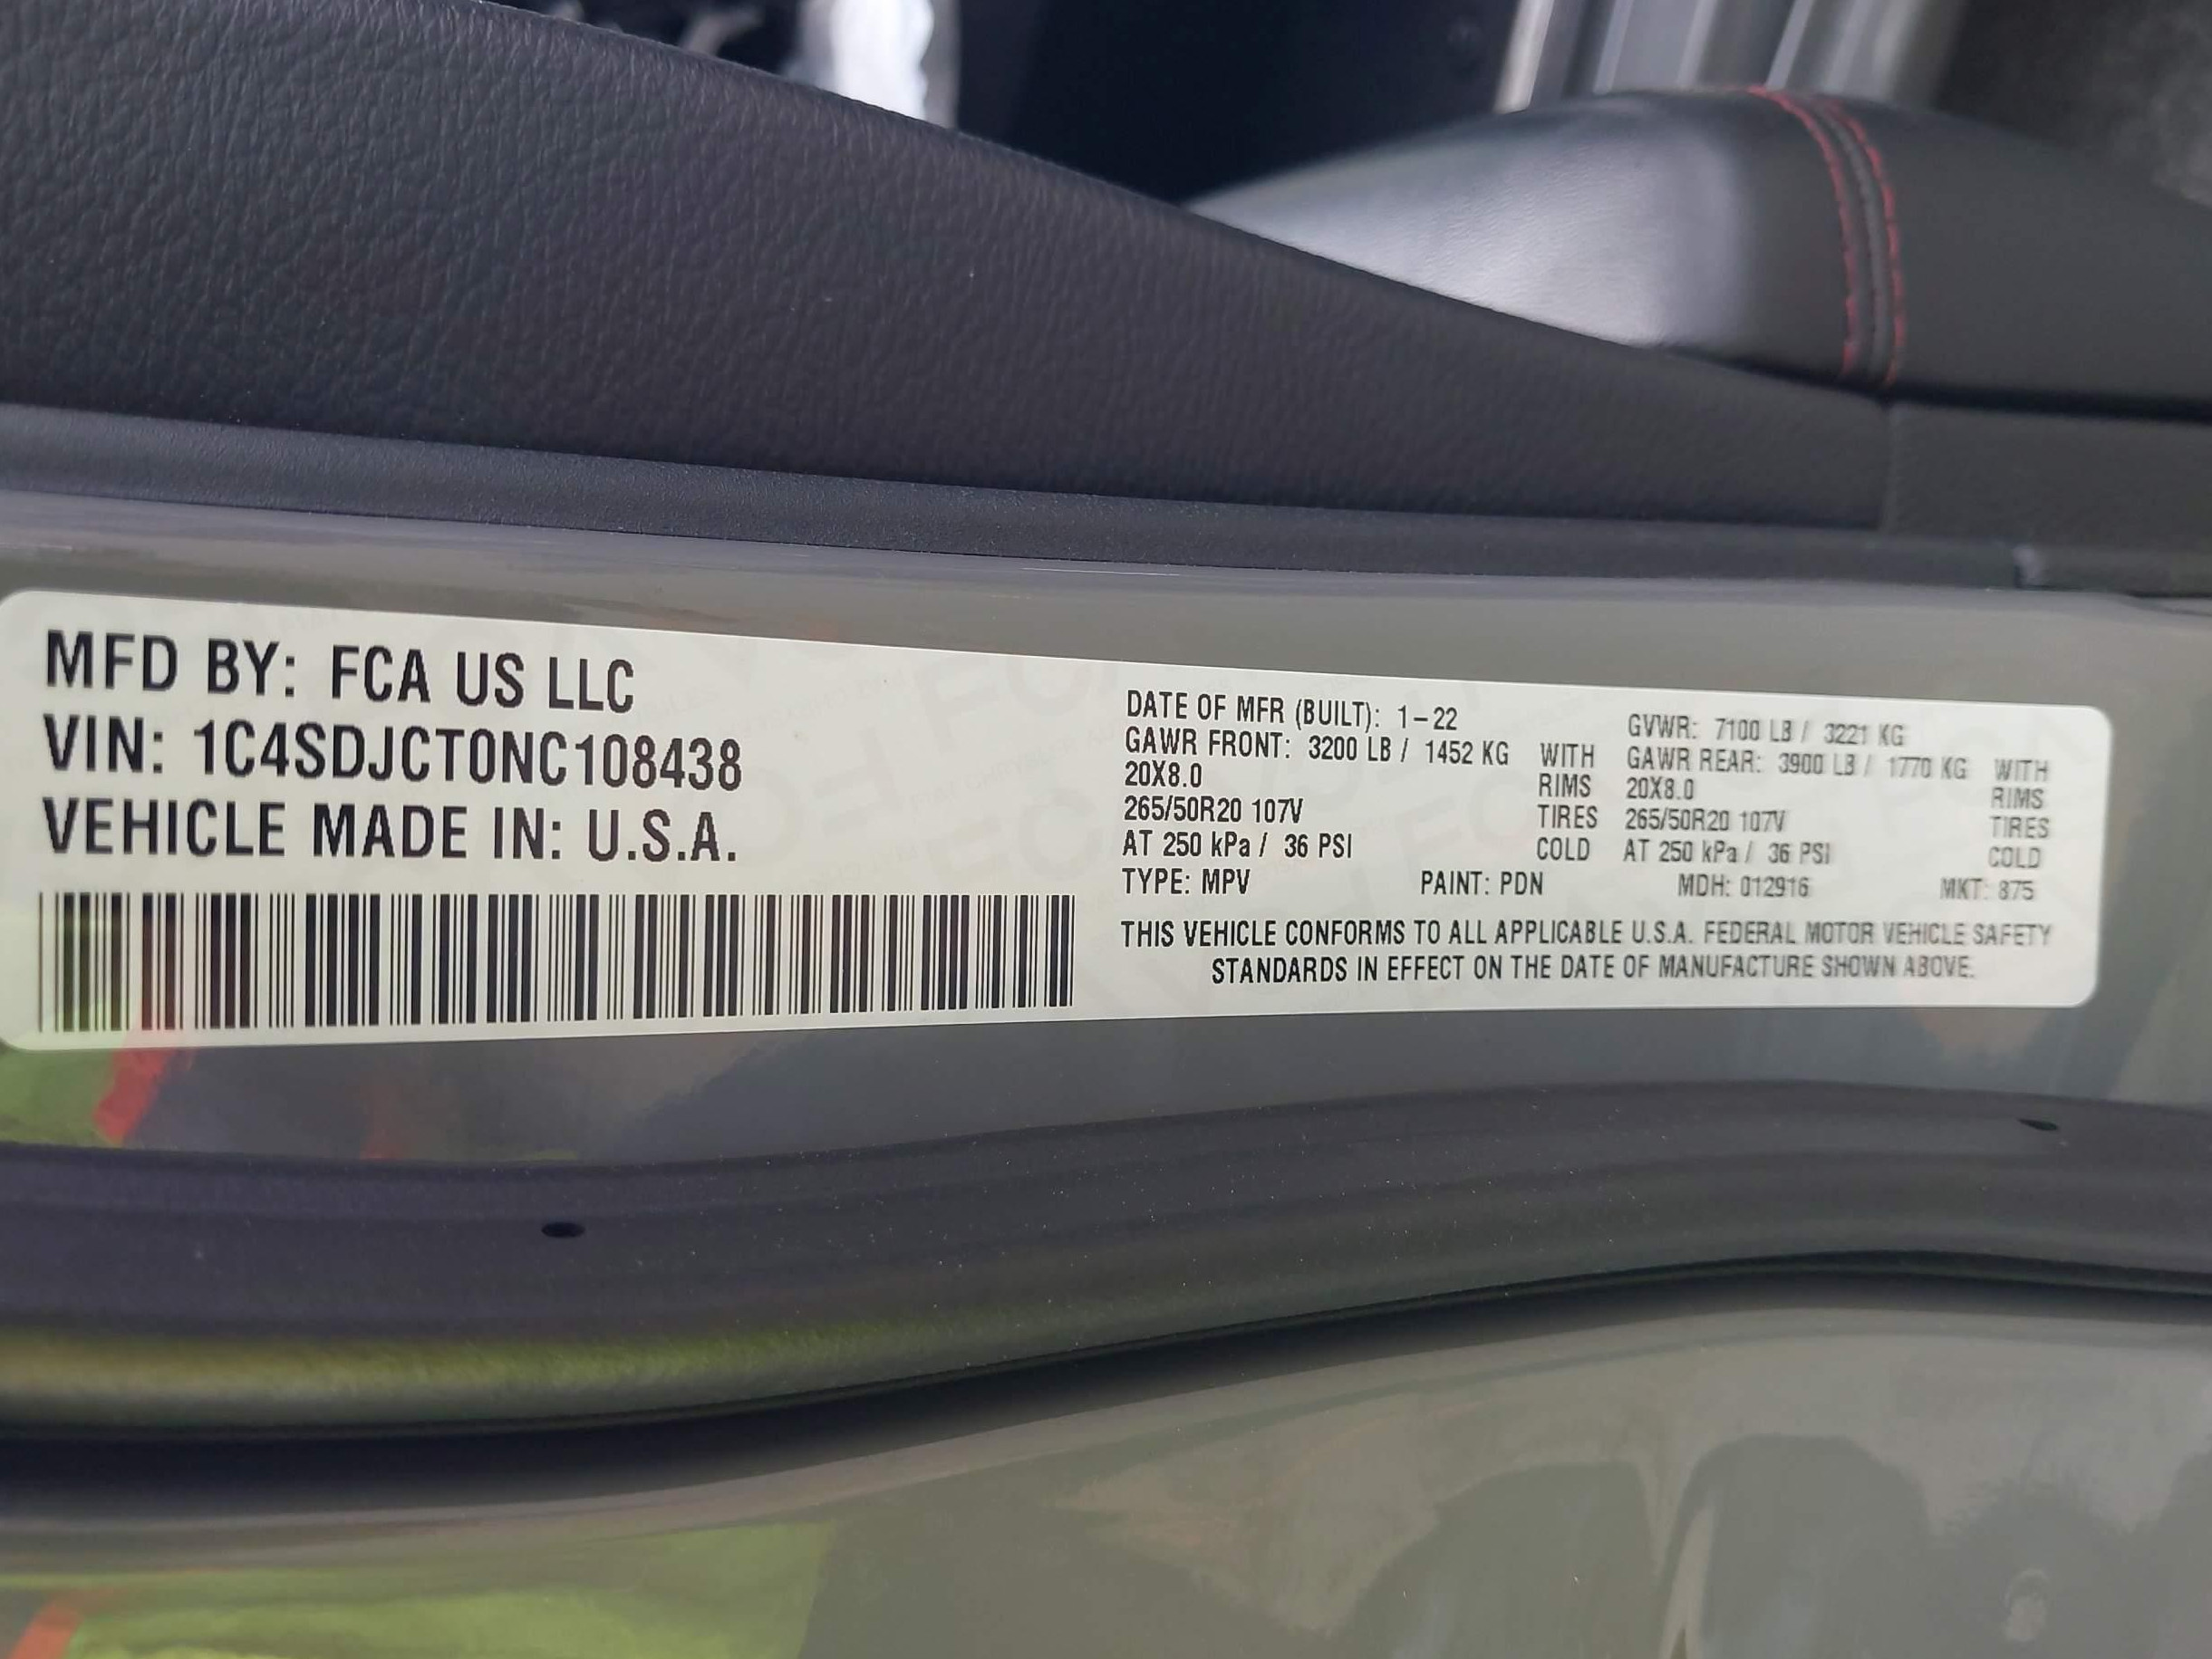 MFD BY: FCA US LLC
VIN: 1C4SDJCT0NC108438
VEHICLE MADE IN: U.S.A.
DATE OF MFR (BUILT): 1-22 GVWR: 7100 LB / 3221 KG
GAWR FRONT: 3200 LB / 1452 KG WITH GAWR REAR: 3900 LB / 1770 KG WITH
20X8.0 RIMS 20X8.0 RIMS
265/50R20 107V TIRES 265/50R20 107V TIRES
AT 250 kPa / 36 PSI COLD AT 250 kPa / 36 PSI COLD
TYPE: MPV PAINT: PDN MDH: 012916 MKT: 875
THIS VEHICLE CONFORMS TO ALL APPLICABLE U.S.A. FEDERAL MOTOR VEHICLE SAFETY
STANDARDS IN EFFECT ON THE DATE OF MANUFACTURE SHOWN ABOVE.